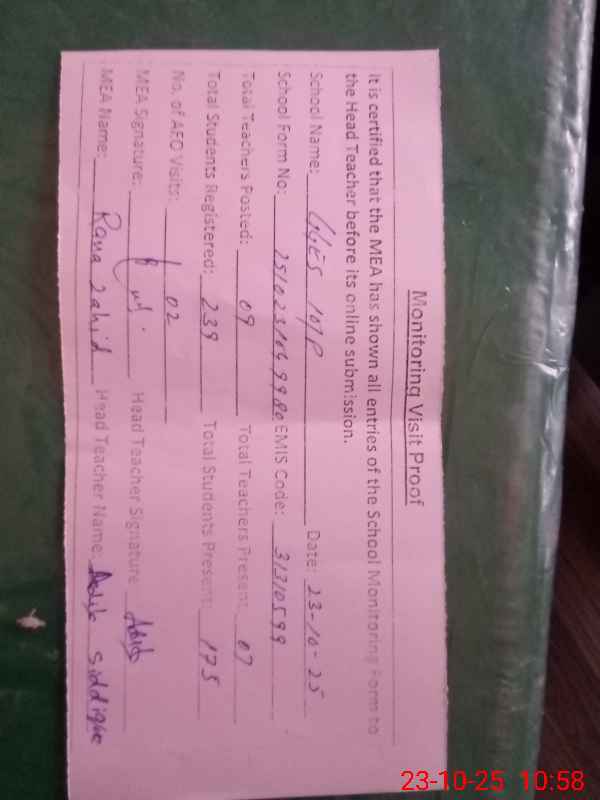 Monitoring Visit Proof
It is certified that the MEA has shown all entries of the School Monitoring Form to
the Head Teacher before its online submission.
School Name: GGES 107P Date: 23-10-25
School Form No: 2510231049980 EMIS Code: 31310599
Total Teachers Posted: 09 Total Teachers Present: 07
Total Students Registered: 239 Total Students Present: 175
No. of AEO Visits: 02
MEA Signature: Head Teacher Signature
MEA Name: Rana Zahid Head Teacher Name: Siddique
23-10-25 10:58